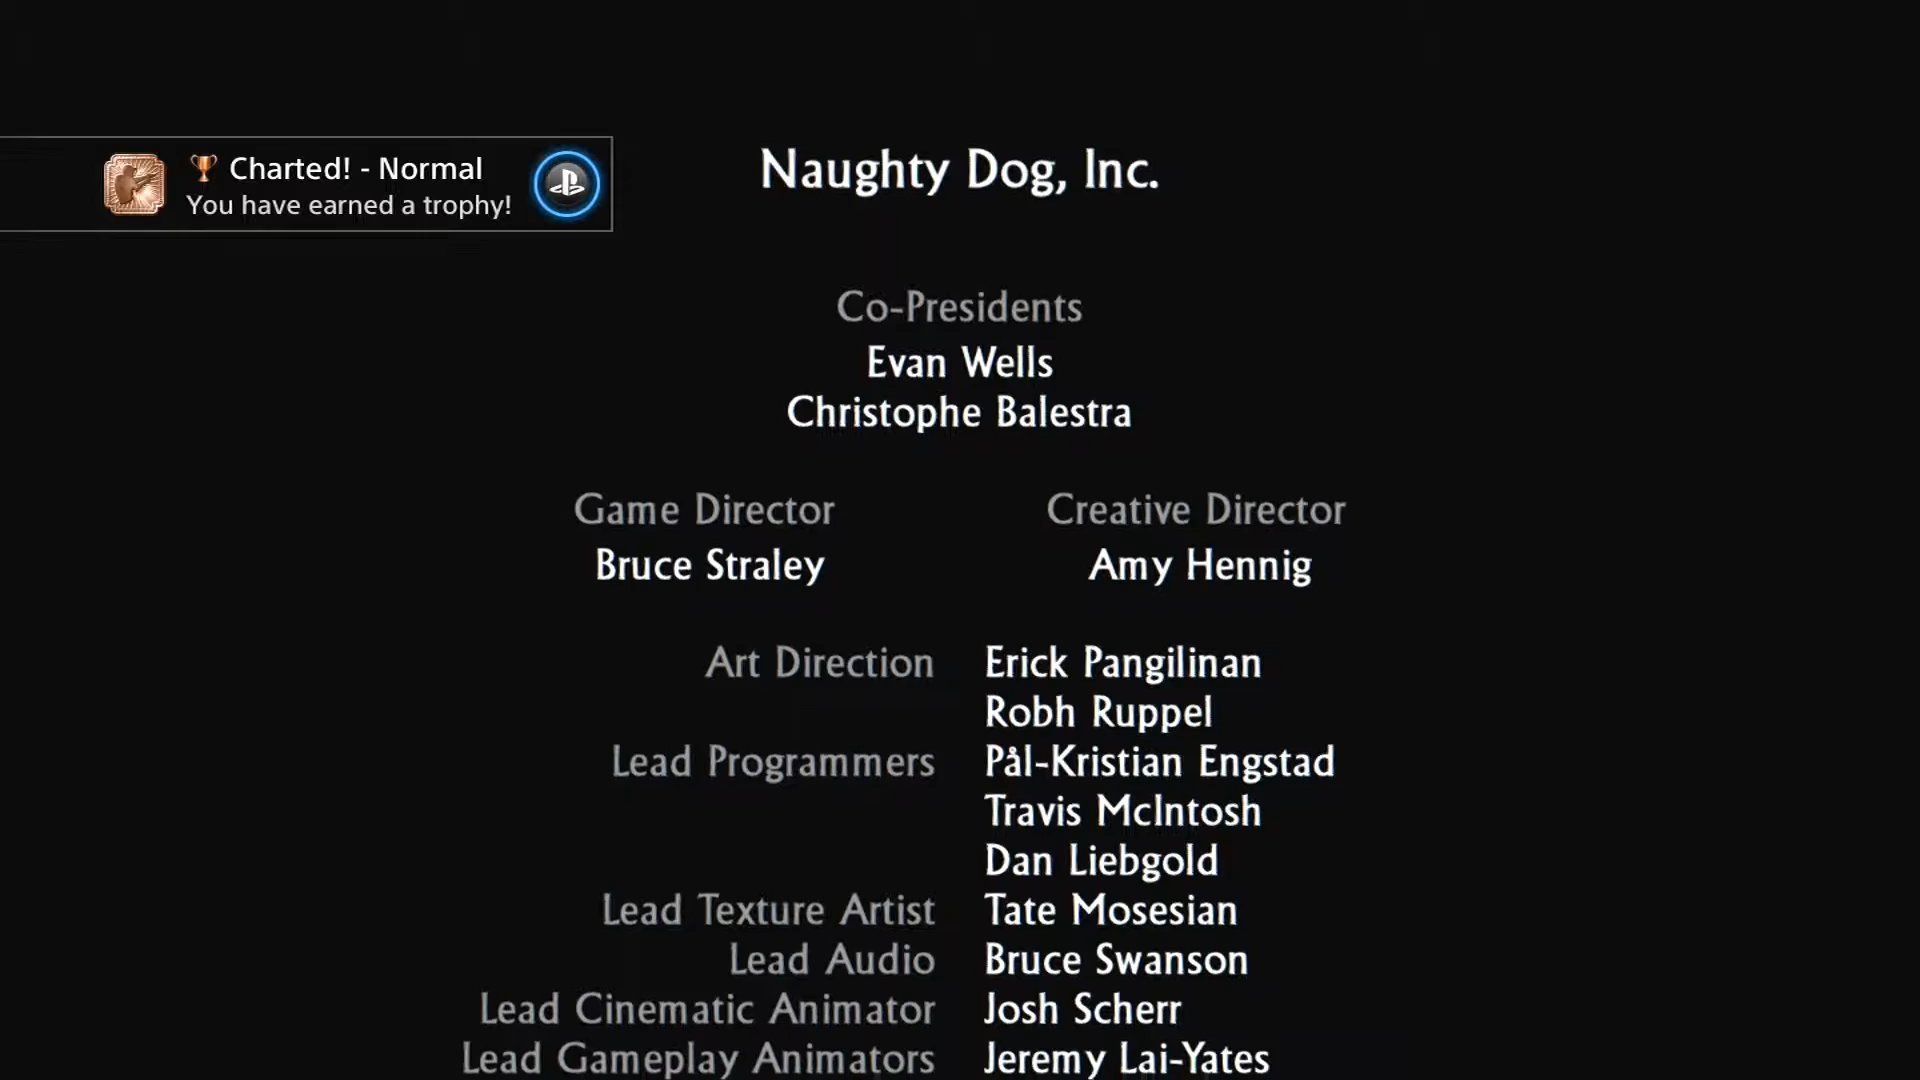 Charted! - Normal
You have earned a trophy!
Naughty Dog, Inc.
Co-Presidents
Evan Wells
Christophe Balestra
Game Director
Bruce Straley
Creative Director
Amy Hennig
Art Direction Erick Pangilinan
Robh Ruppel
Lead Programmers Pål-Kristian Engstad
Travis McIntosh
Dan Liebgold
Lead Texture Artist Tate Mosesian
Lead Audio Bruce Swanson
Lead Cinematic Animator Josh Scherr
Lead Gameplay Animators Jeremy Lai-Yates